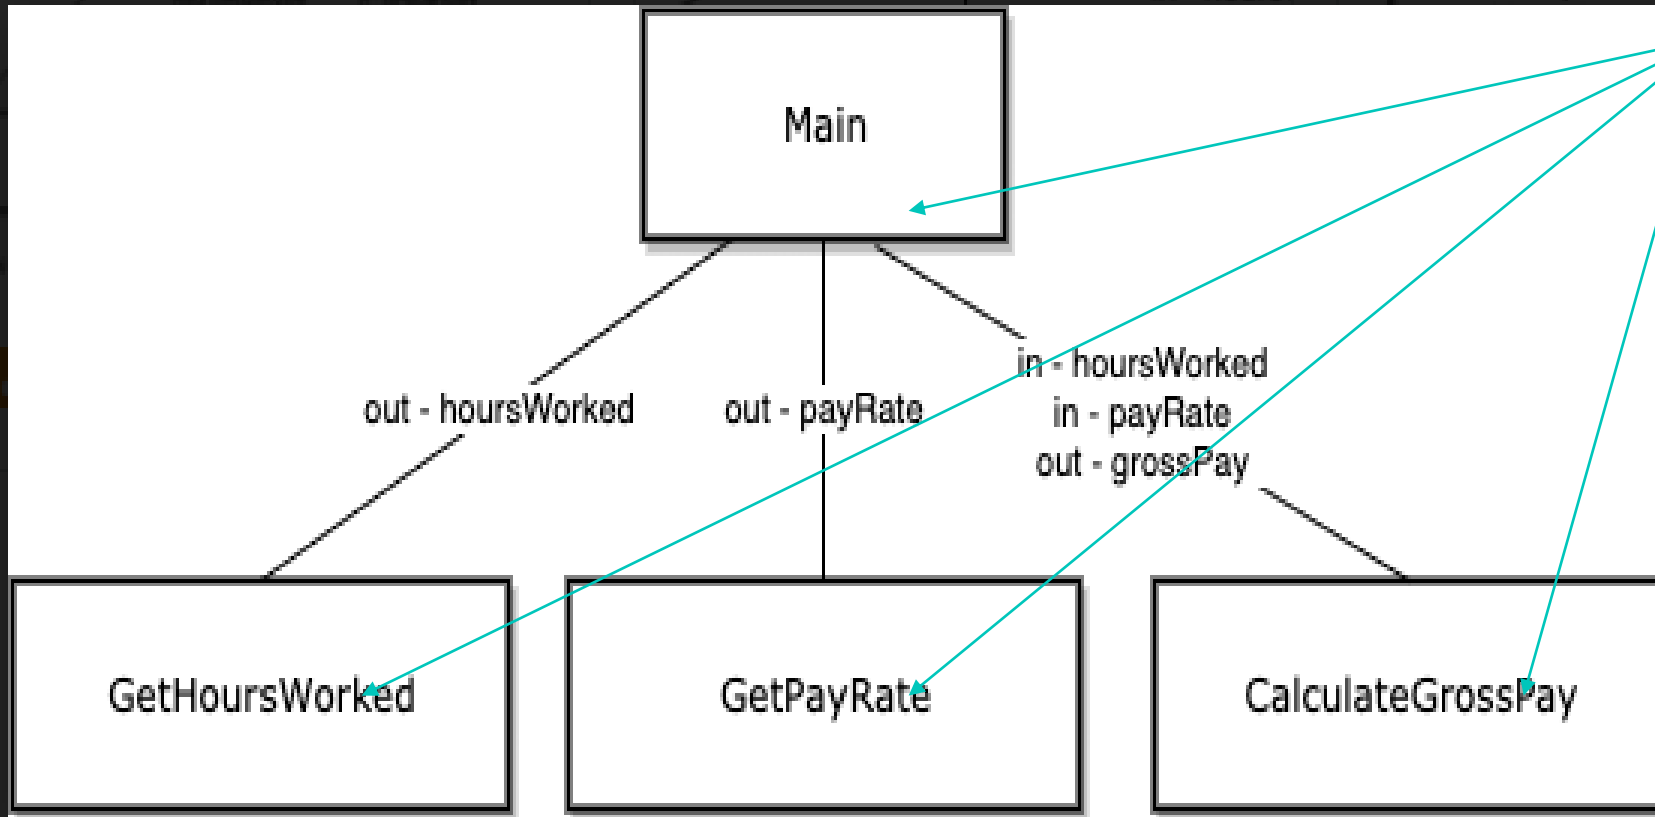 Main
out - hoursWorked
out - payRate
in - hoursWorked
in - payRate
out - grossPay
GetHoursWorked
GetPayRate
CalculateGrossPay